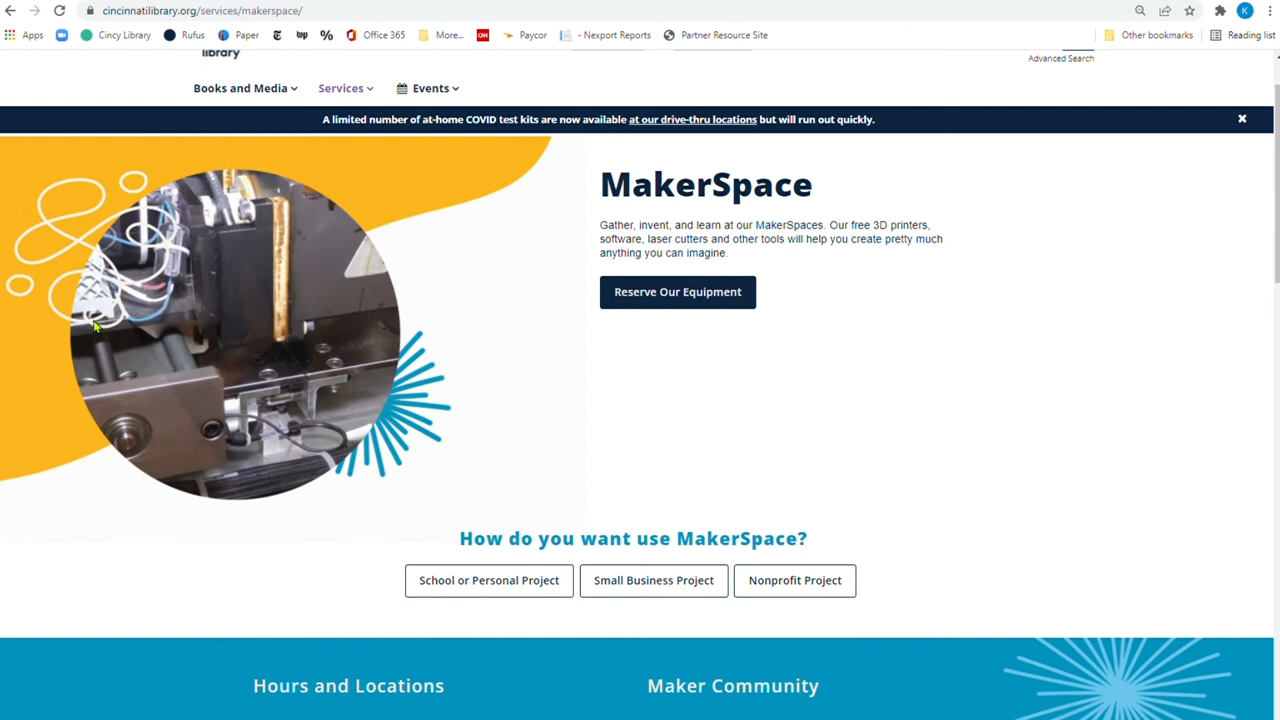 cincinnatilibrary.org/services/makerspace/
K
Apps Cincy Library Rufus Paper Office 365 More... CNN Paycor - Nexport Reports Partner Resource Site Other bookmarks Reading list
library
Advanced Search
Books and Media Services Events
A limited number of at-home COVID test kits are now available at our drive-thru locations but will run out quickly.
MakerSpace
Gather, invent, and learn at our MakerSpaces. Our free 3D printers,
software, laser cutters and other tools will help you create pretty much
anything you can imagine.
Reserve Our Equipment
How do you want use MakerSpace?
School or Personal Project Small Business Project Nonprofit Project
Hours and Locations Maker Community